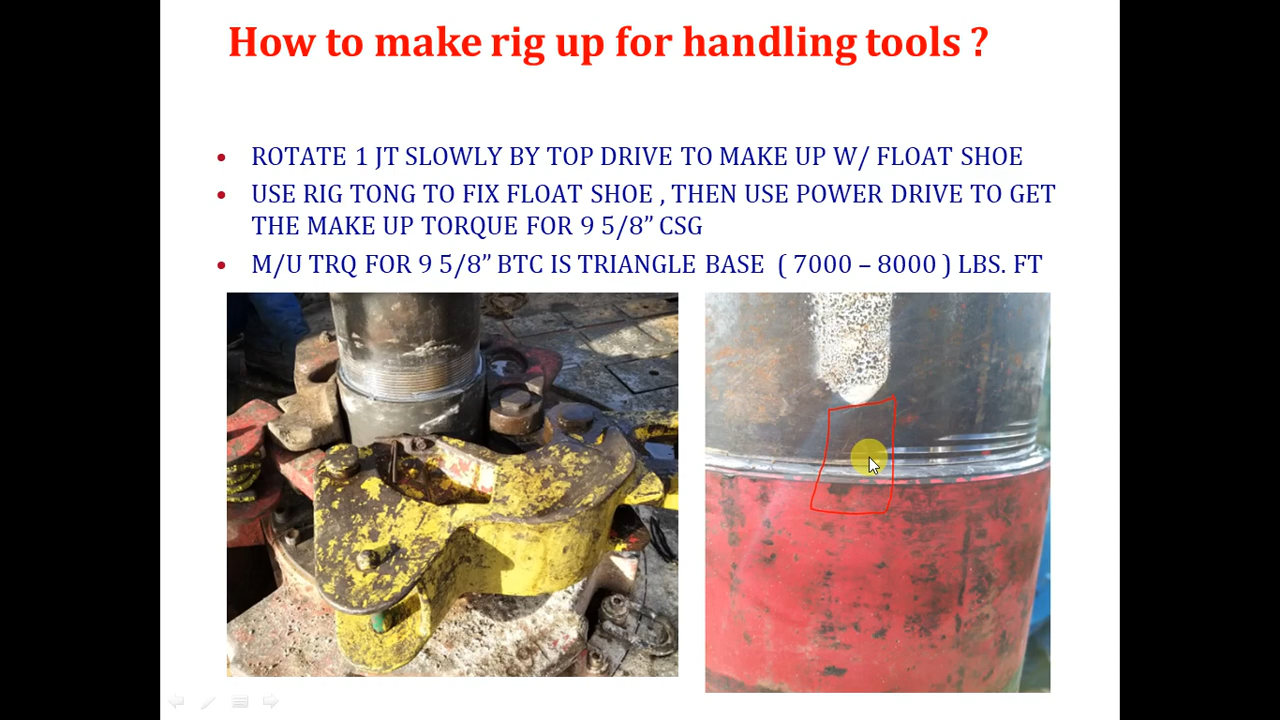 How to make rig up for handling tools ?
• ROTATE 1 JT SLOWLY BY TOP DRIVE TO MAKE UP W/ FLOAT SHOE
• USE RIG TONG TO FIX FLOAT SHOE , THEN USE POWER DRIVE TO GET
THE MAKE UP TORQUE FOR 9 5/8” CSG
• M/U TRQ FOR 9 5/8” BTC IS TRIANGLE BASE ( 7000 – 8000 ) LBS. FT